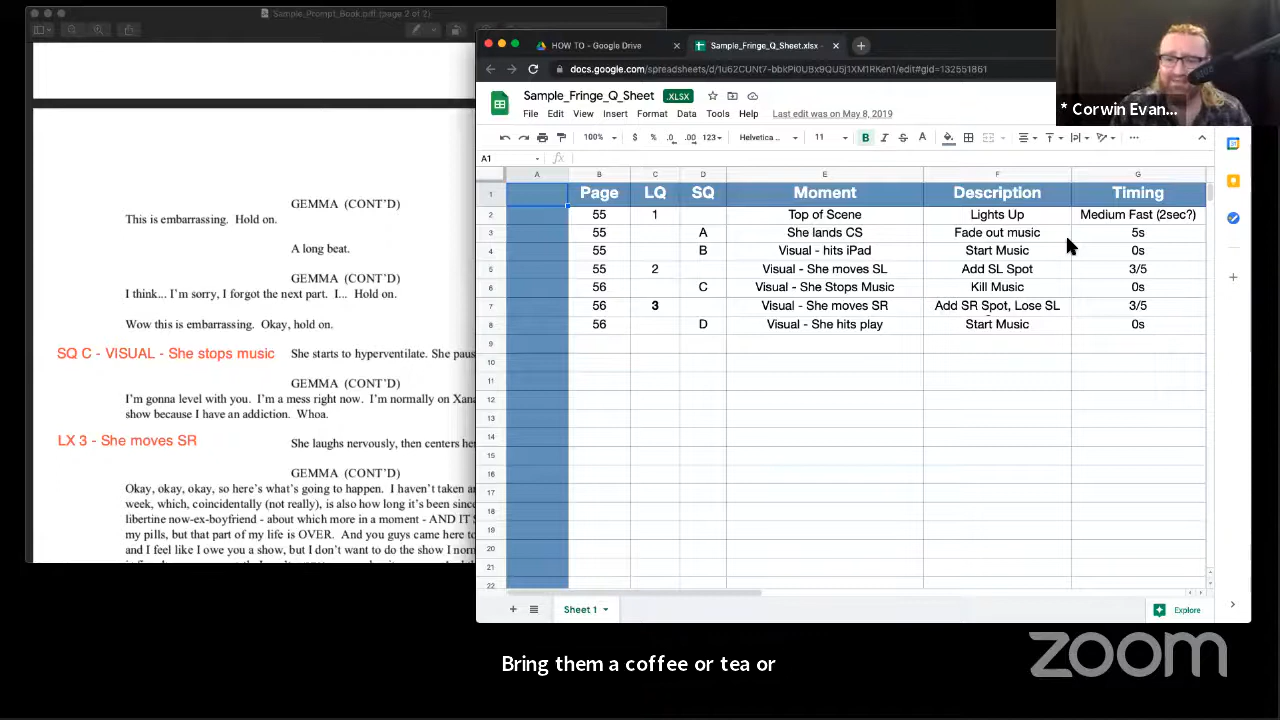 Sample_Prompt_Book.pdf (page 2 of 2)
GEMMA (CONT'D)
This is embarrassing. Hold on.
A long beat.
GEMMA (CONT'D)
I think... I'm sorry, I forgot the next part. I... Hold on.
Wow this is embarrassing. Okay, hold on.
SQ C - VISUAL - She stops music
She starts to hyperventilate. She
GEMMA (CONT'D)
I'm gonna level with you. I'm a mess right now. I'm normally on
show because I have an addiction. Whoa.
LX 3 - She moves SR
She laughs nervously, then centers
GEMMA (CONT'D)
Okay, okay, okay, so here's what's going to happen. I haven't taken
week, which, coincidentally (not really), is also how long it's been
libertine now-ex-boyfriend - about which more in a moment - AND IT
my pills, but that part of my life is OVER. And you guys came here to
and I feel like I owe you a show, but I don't want to do the show I
HOW TO - Google Drive
Sample_Fringe_Q_Sheet.xlsx -
docs.google.com/spreadsheets/d/1u62CUNt7-bbkPi0UBx9QU5j1XM1RKen1/edit#gid=132551861
Sample_Fringe_Q_Sheet .XLSX
File Edit View Insert Format Data Tools Help Last edit was on May 8, 2019
100% $ % .0 .00 123 Helvetica ... 11 B I S A
A1 fx
A B C D E F G
1 Page LQ SQ Moment Description Timing
2 55 1 Top of Scene Lights Up Medium Fast (2sec?)
3 55 A She lands CS Fade out music 5s
4 55 B Visual - hits iPad Start Music 0s
5 55 2 Visual - She moves SL Add SL Spot 3/5
6 56 C Visual - She Stops Music Kill Music 0s
7 56 3 Visual - She moves SR Add SR Spot, Lose SL 3/5
8 56 D Visual - She hits play Start Music 0s
9
10
11
12
13
14
15
16
17
18
19
20
21
22
Sheet 1
Explore
* Corwin Evan...
Bring them a coffee or tea or
zoom